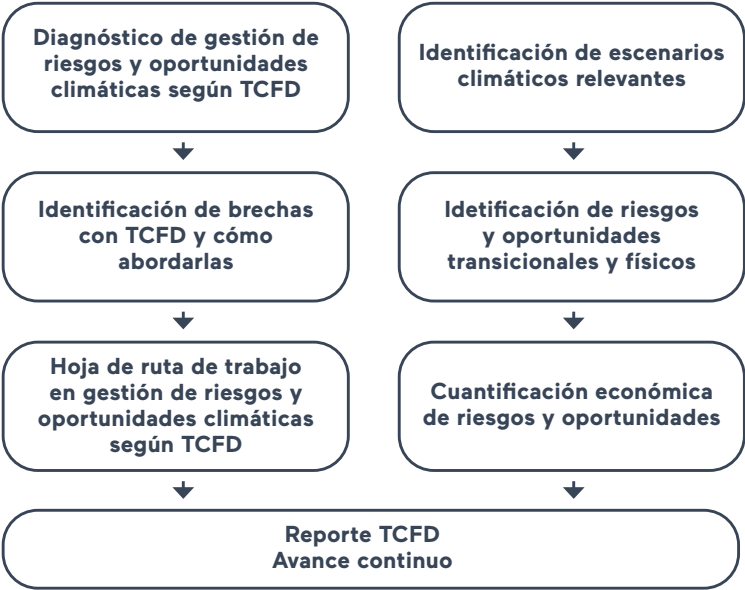 Diagnóstico de gestión de
riesgos y oportunidades
climáticas según TCFD
Identificación de brechas
con TCFD y cómo
abordarlas
Hoja de ruta de trabajo
en gestión de riesgos y
oportunidades climáticas
según TCFD
Identificación de escenarios
climáticos relevantes
Idetificación de riesgos
y oportunidades
transicionales y físicos
Cuantificación económica
de riesgos y oportunidades
Reporte TCFD
Avance continuo